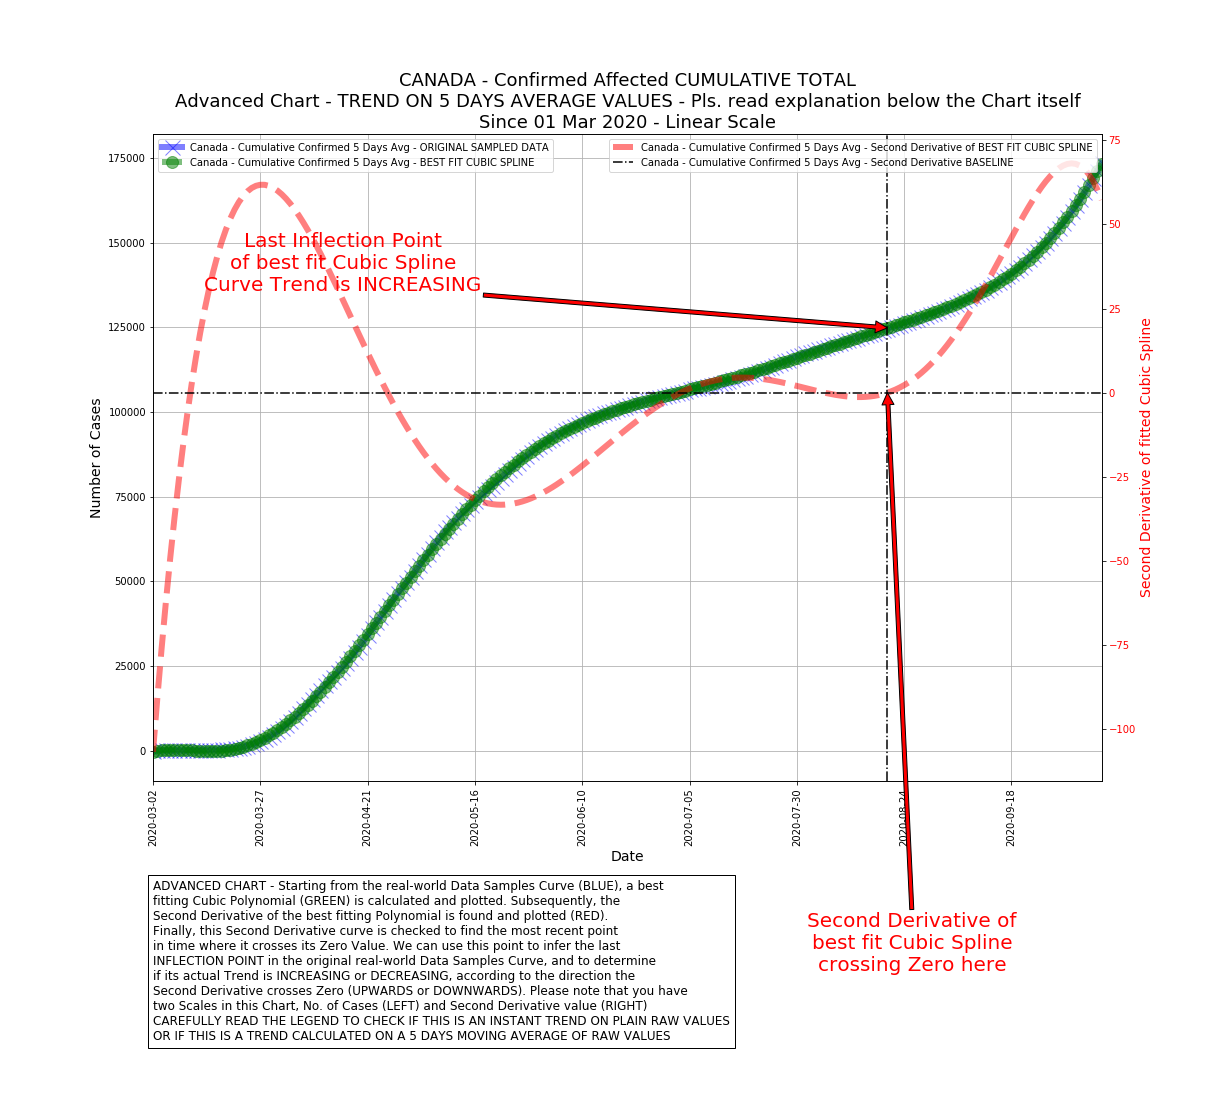 CANADA - Confirmed Affected CUMULATIVE TOTAL
Advanced Chart - TREND ON 5 DAYS AVERAGE VALUES - Pls. read explanation below the Chart itself
Since 01 Mar 2020 - Linear Scale
Canada - Cumulative Confirmed 5 Days Avg - ORIGINAL SAMPLED DATA
Canada - Cumulative Confirmed 5 Days Avg - BEST FIT CUBIC SPLINE
Canada - Cumulative Confirmed 5 Days Avg - Second Derivative of BEST FIT CUBIC SPLINE
Canada - Cumulative Confirmed 5 Days Avg - Second Derivative BASELINE
175000
150000
125000
100000
75000
50000
25000
0
Number of Cases
Last Inflection Point
of best fit Cubic Spline
Curve Trend is INCREASING
75
50
25
0
−25
−50
−75
−100
Second Derivative of fitted Cubic Spline
2020-03-02
2020-03-27
2020-04-21
2020-05-16
2020-06-10
2020-07-05
2020-07-30
2020-08-24
2020-09-18
Date
Second Derivative of
best fit Cubic Spline
crossing Zero here
ADVANCED CHART - Starting from the real-world Data Samples Curve (BLUE), a best
fitting Cubic Polynomial (GREEN) is calculated and plotted. Subsequently, the
Second Derivative of the best fitting Polynomial is found and plotted (RED).
Finally, this Second Derivative curve is checked to find the most recent point
in time where it crosses its Zero Value. We can use this point to infer the last
INFLECTION POINT in the original real-world Data Samples Curve, and to determine
if its actual Trend is INCREASING or DECREASING, according to the direction the
Second Derivative crosses Zero (UPWARDS or DOWNWARDS). Please note that you have
two Scales in this Chart, No. of Cases (LEFT) and Second Derivative value (RIGHT)
CAREFULLY READ THE LEGEND TO CHECK IF THIS IS AN INSTANT TREND ON PLAIN RAW VALUES
OR IF THIS IS A TREND CALCULATED ON A 5 DAYS MOVING AVERAGE OF RAW VALUES